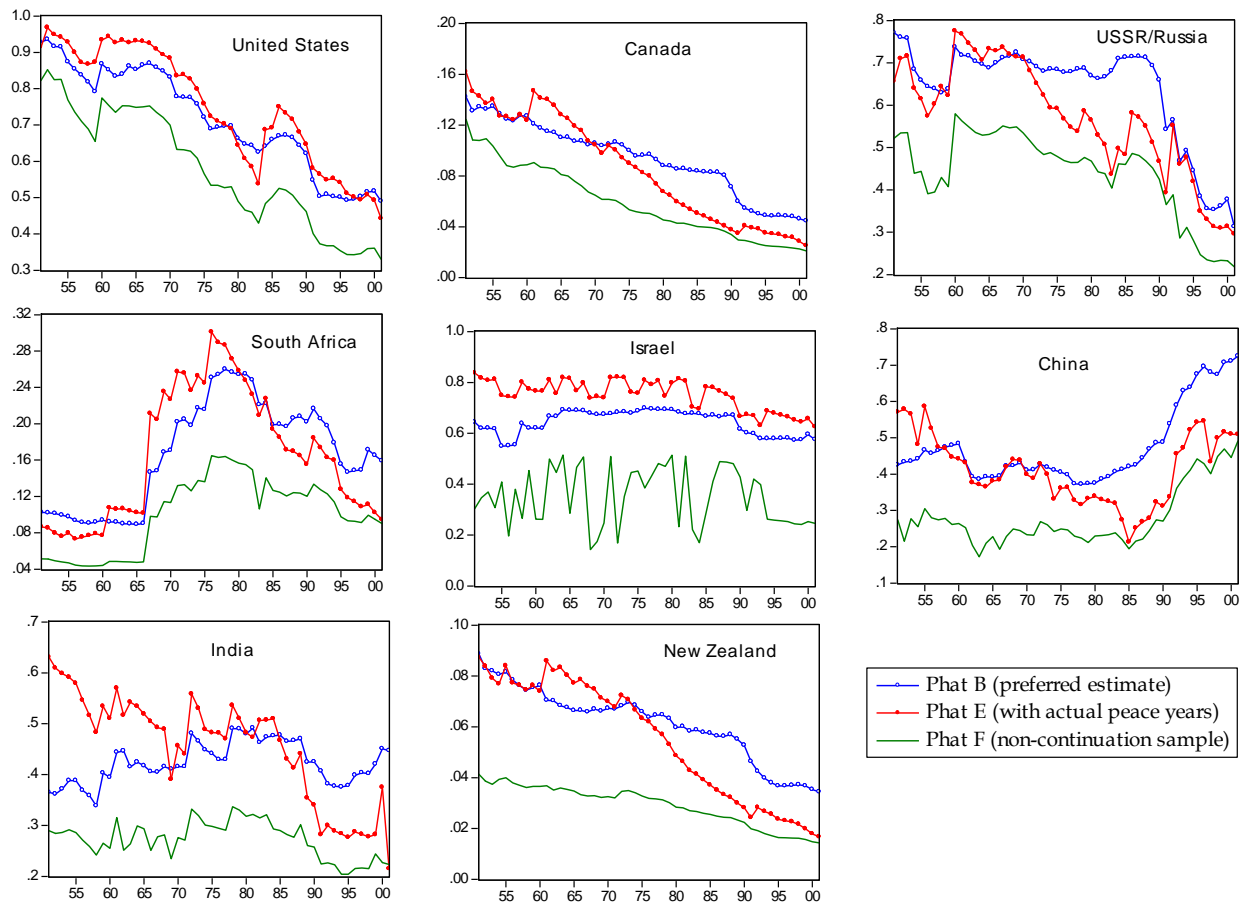 United States
1.0
0.9
0.8
0.7
0.6
0.5
0.4
0.3
55 60 65 70 75 80 85 90 95 00
Canada
.20
.16
.12
.08
.04
.00
55 60 65 70 75 80 85 90 95 00
USSR/Russia
.8
.7
.6
.5
.4
.3
.2
55 60 65 70 75 80 85 90 95 00
South Africa
.32
.28
.24
.20
.16
.12
.08
.04
55 60 65 70 75 80 85 90 95 00
Israel
1.0
0.8
0.6
0.4
0.2
0.0
55 60 65 70 75 80 85 90 95 00
China
.8
.7
.6
.5
.4
.3
.2
.1
55 60 65 70 75 80 85 90 95 00
India
.7
.6
.5
.4
.3
.2
55 60 65 70 75 80 85 90 95 00
New Zealand
.10
.08
.06
.04
.02
.00
55 60 65 70 75 80 85 90 95 00
Phat B (preferred estimate)
Phat E (with actual peace years)
Phat F (non-continuation sample)